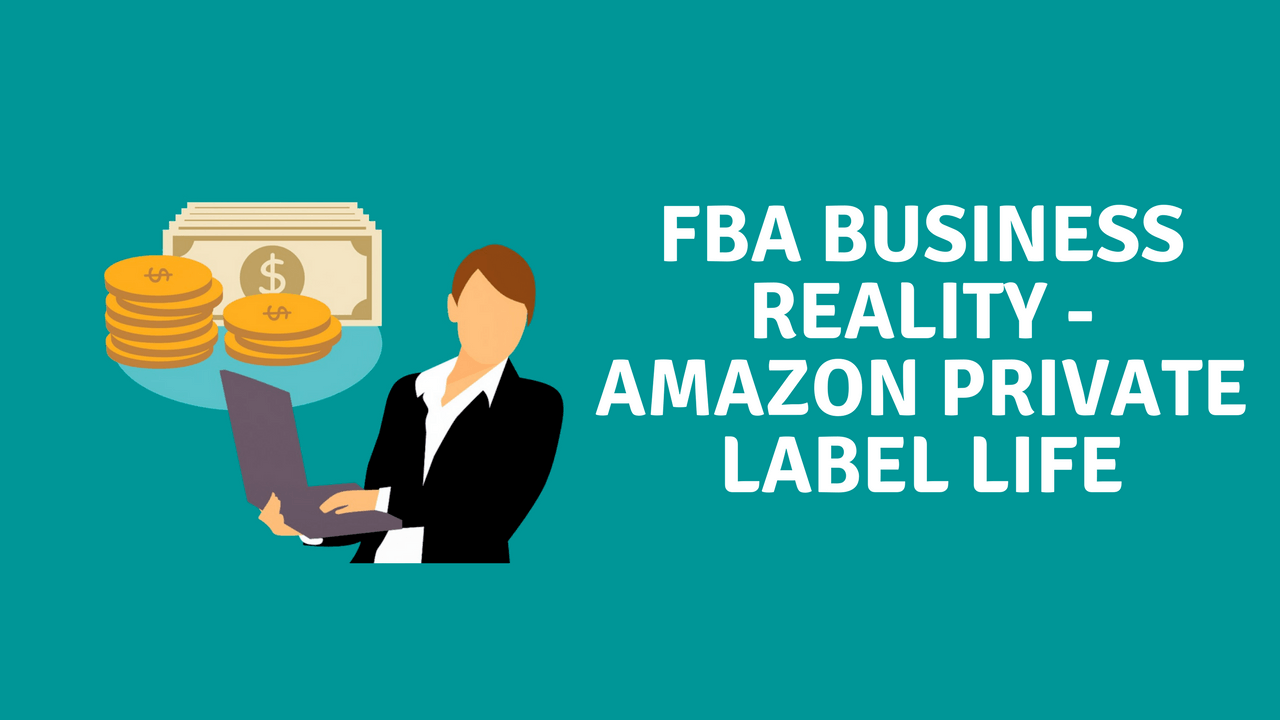 FBA BUSINESS
REALITY -
AMAZON PRIVATE
LABEL LIFE
$
$
$